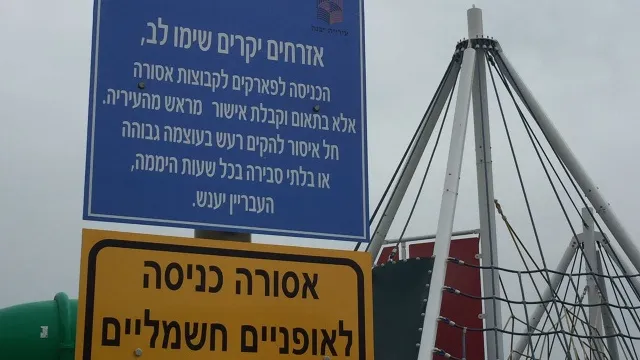 אזרחים יקרים שימו לב,
הכניסה לפארקים לקבוצות אסורה
אלא בתאום וקבלת אישור מראש מהעיריה.
חל איסור להקים רעש בעוצמה גבוהה
או בלתי סבירה בכל שעות היממה,
העבריין יענש.
אסורה כניסה
לאופניים חשמליים